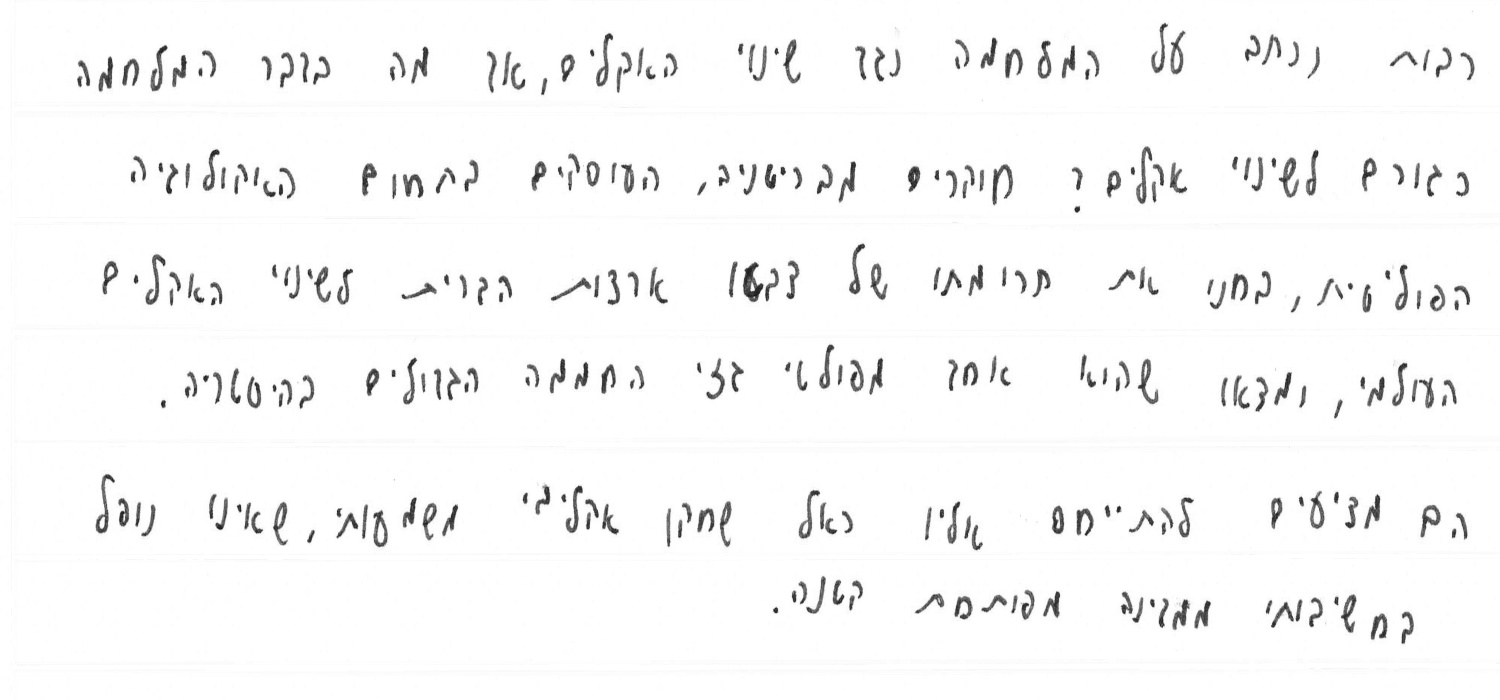 רבות נכתב על המלחמה נגד שינוי האקלים, אך מה בדבר המלחמה
כגורם לשינוי אקלים? חוקרים מבריטניה, העוסקים בתחום האקולוגיה
הפוליטית, בחנו את תרומתו של צבא ארצות הברית לשינוי האקלים
העולמי, ומצאו שהוא אחד מפולטי גזי החממה הגדולים בהיסטריה.
הם מציעים להתייחס אליו כאל שחקן אקלימי משמעותי, שאינו נופל
בחשיבותו ממדינה מפותחת קטנה.